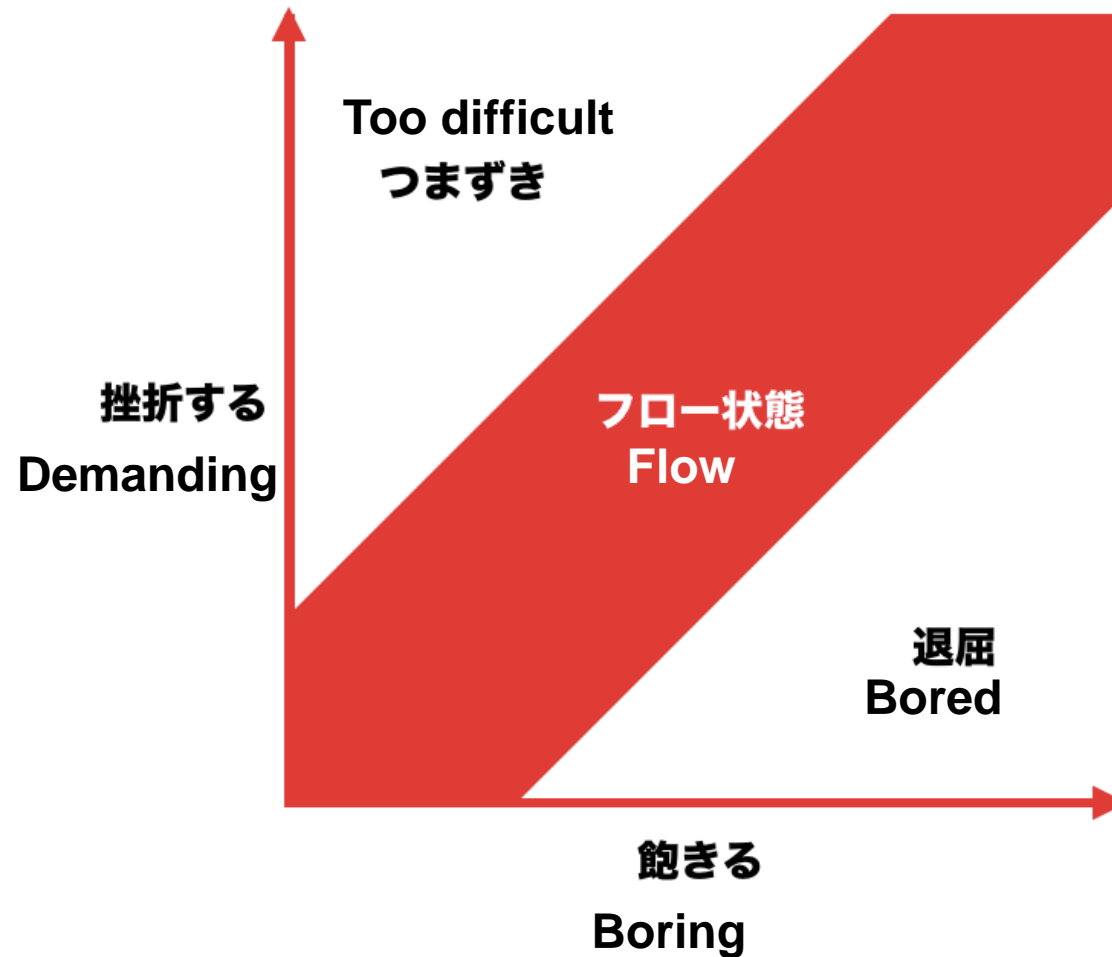 Too difficult
つまずき
挫折する
Demanding
フロー状態
Flow
退屈
Bored
飽きる
Boring